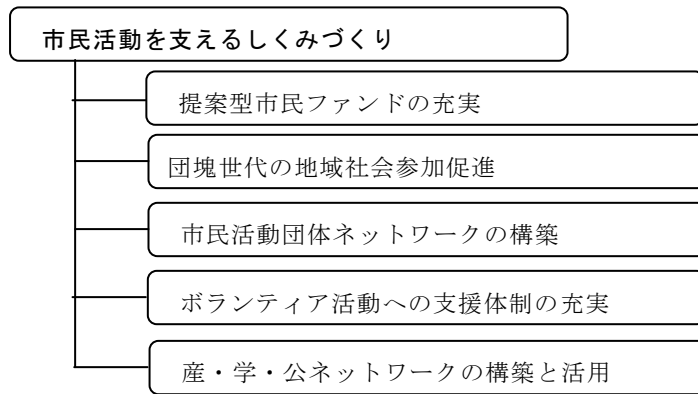 市民活動を支えるしくみづくり
提案型市民ファンドの充実
団塊世代の地域社会参加促進
市民活動団体ネットワークの構築
ボランティア活動への支援体制の充実
産・学・公ネットワークの構築と活用